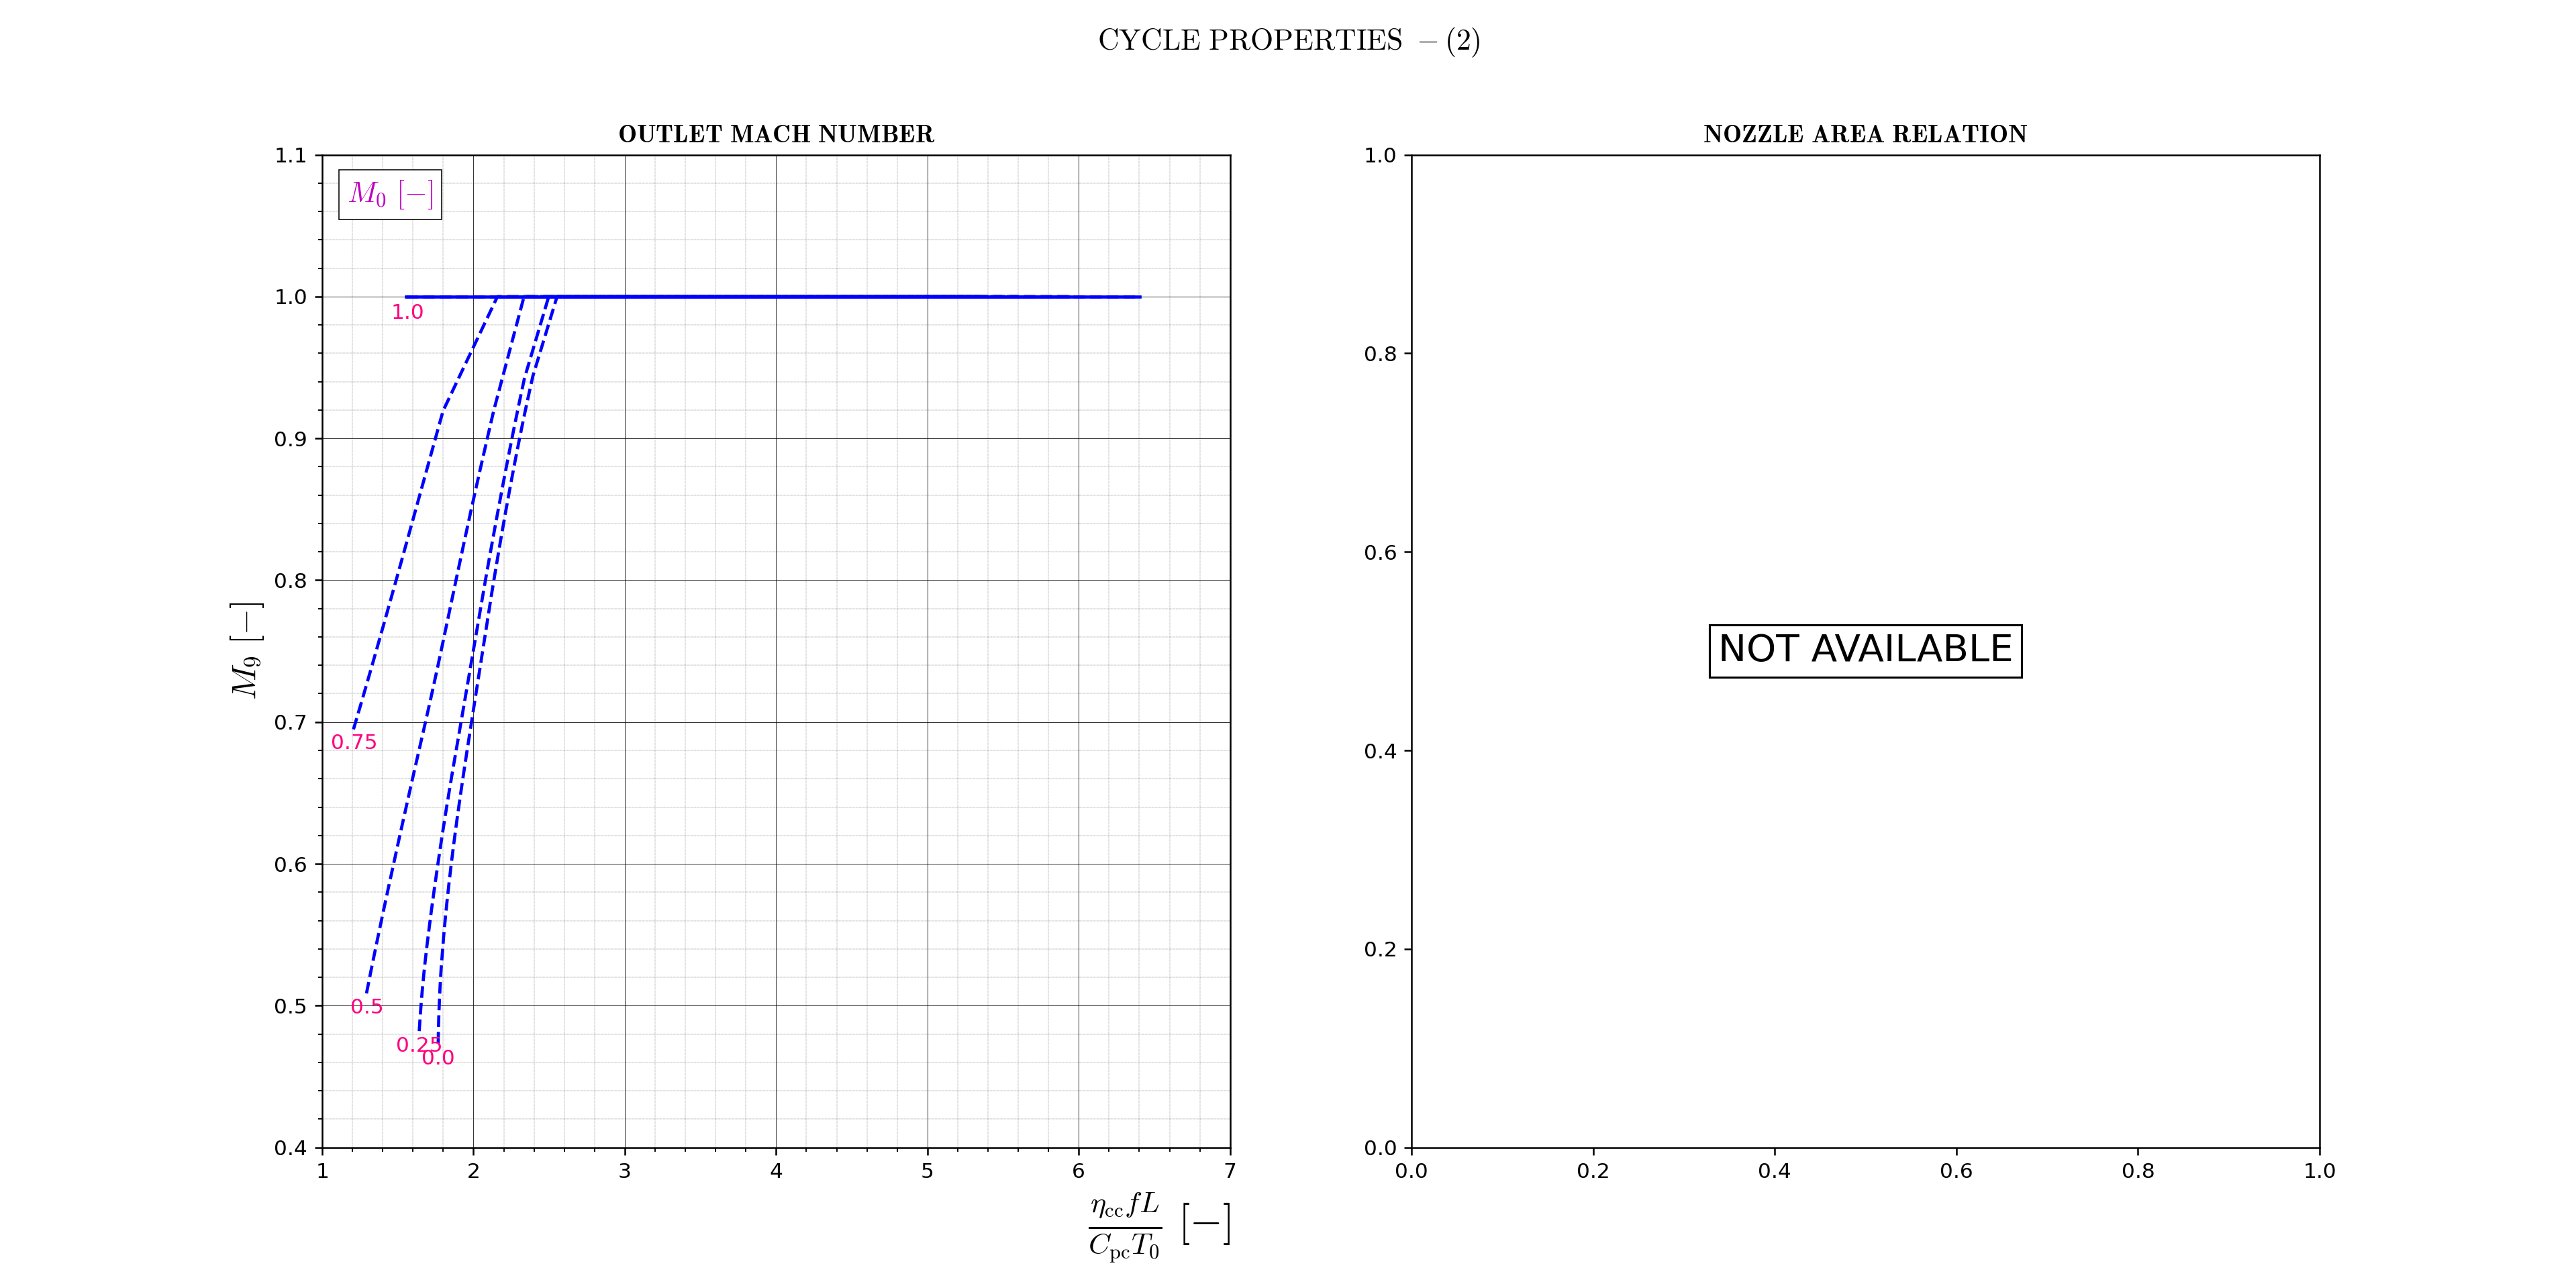 CYCLE PROPERTIES − (2)
OUTLET MACH NUMBER
M₀ [−]
1.1
1.0
0.9
0.8
0.7
0.6
0.5
0.4
1.0
0.75
0.5
0.25
0.0
M₉ [−]
1 2 3 4 5 6 7
η_cc f L / C_pc T₀ [−]
NOZZLE AREA RELATION
1.0
0.8
0.6
0.4
0.2
0.0
NOT AVAILABLE
0.0 0.2 0.4 0.6 0.8 1.0